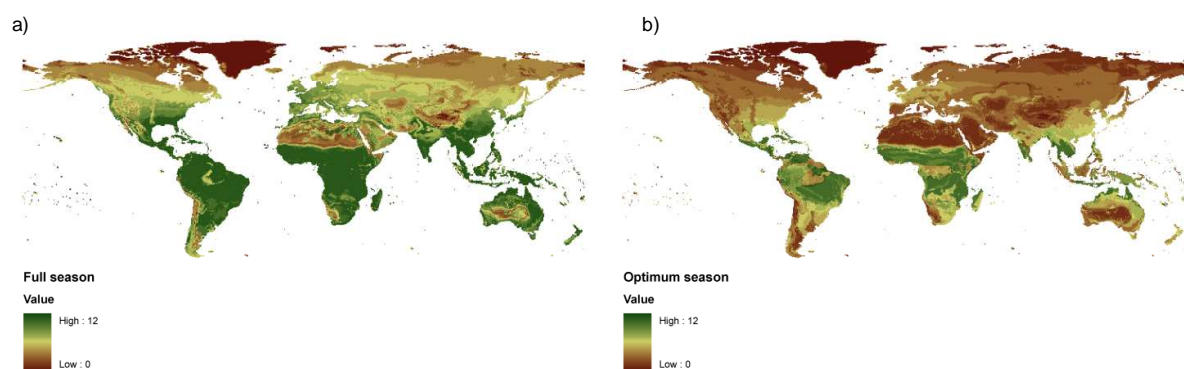 a)
b)
Full season
Value
High : 12
Low : 0
Optimum season
Value
High : 12
Low : 0